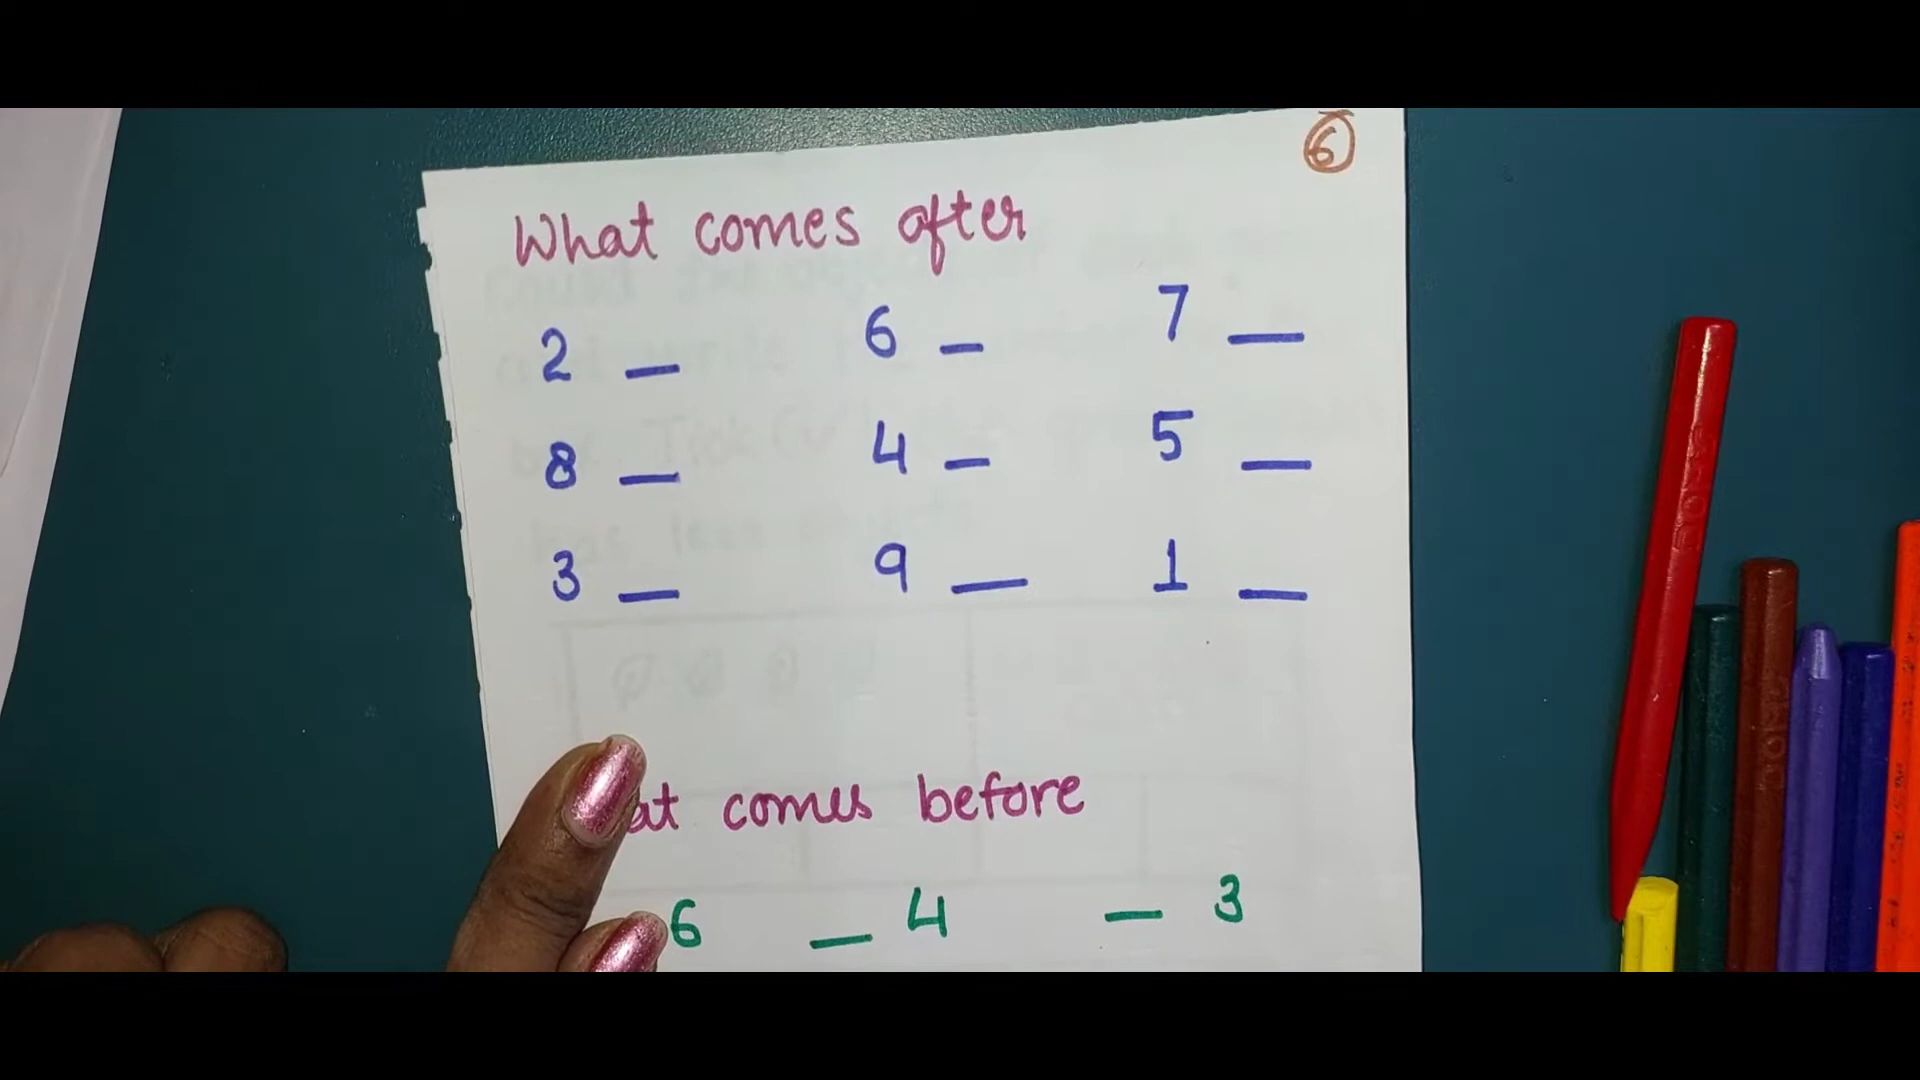 6
What comes after
2 _ 6 _ 7 _
8 _ 4 _ 5 _
3 _ 9 _ 1 _
at comes before
6 _ 4 _ 3